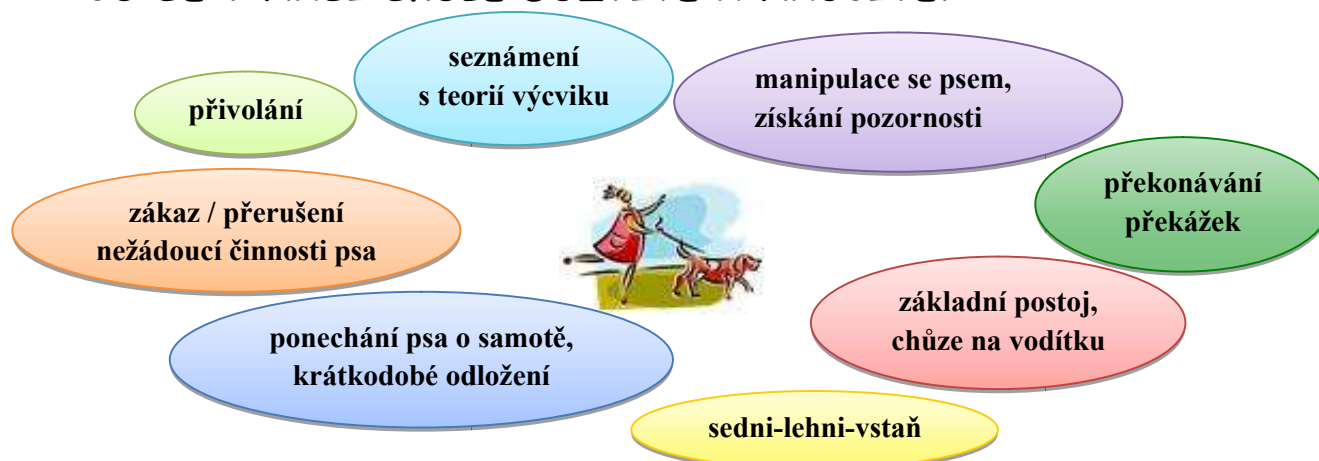 seznámení
s teorií výcviku
manipulace se psem,
získání pozornosti
přivolání
překonávání
překážek
zákaz / přerušení
nežádoucí činnosti psa
základní postoj,
chůze na vodítku
ponechání psa o samotě,
krátkodobé odložení
sedni-lehni-vstaň